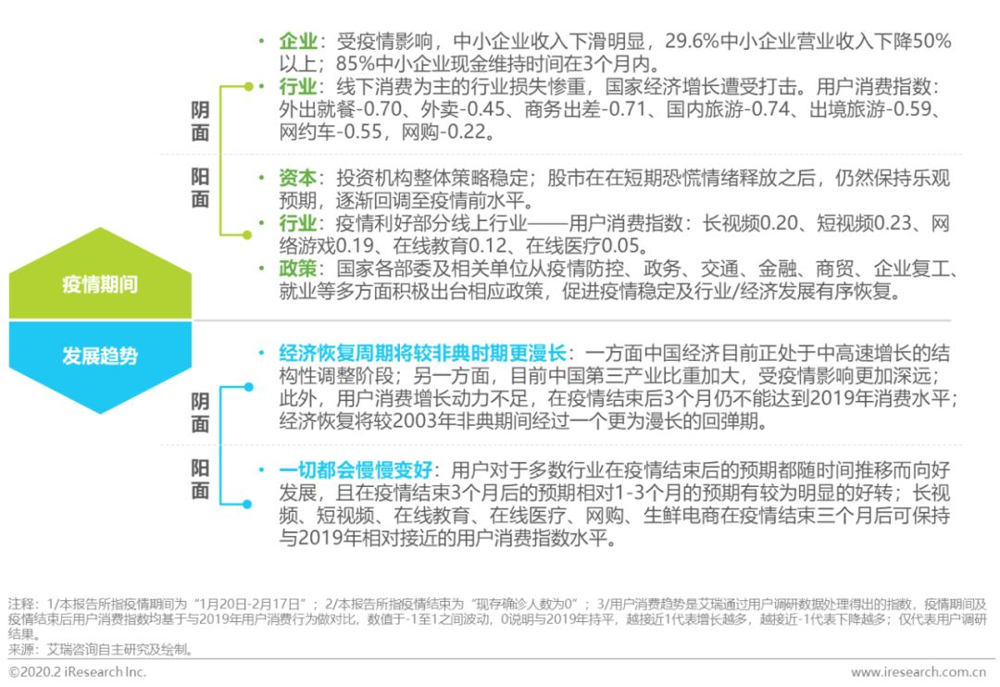 • 企业：受疫情影响，中小企业收入下滑明显，29.6%中小企业营业收入下降50%
以上；85%中小企业现金维持时间在3个月内。
• 行业：线下消费为主的行业损失惨重，国家经济增长遭受打击。用户消费指数：
外出就餐-0.70、外卖-0.45、商务出差-0.71、国内旅游-0.74、出境旅游-0.59、
网约车-0.55，网购-0.22。
阴
面
阳
面
• 资本：投资机构整体策略稳定；股市在在短期恐慌情绪释放之后，仍然保持乐观
预期，逐渐回调至疫情前水平。
• 行业：疫情利好部分线上行业——用户消费指数：长视频0.20、短视频0.23、网
络游戏0.19、在线教育0.12、在线医疗0.05。
• 政策：国家各部委及相关单位从疫情防控、政务、交通、金融、商贸、企业复工、
就业等多方面积极出台相应政策，促进疫情稳定及行业/经济发展有序恢复。
疫情期间
发展趋势
• 经济恢复周期将较非典时期更漫长：一方面中国经济目前正处于中高速增长的结
构性调整阶段；另一方面，目前中国第三产业比重加大，受疫情影响更加深远；
此外，用户消费增长动力不足，在疫情结束后3个月仍不能达到2019年消费水平；
经济恢复将较2003年非典期间经过一个更为漫长的回弹期。
阴
面
阳
面
• 一切都会慢慢变好：用户对于多数行业在疫情结束后的预期都随时间推移而向好
发展，且在疫情结束3个月后的预期相对1-3个月的预期有较为明显的好转；长视
频、短视频、在线教育、在线医疗、网购、生鲜电商在疫情结束三个月后可保持
与2019年相对接近的用户消费指数水平。
注释：1/本报告所指疫情期间为“1月20日-2月17日”；2/本报告所指疫情结束为“现存确诊人数为0”；3/用户消费趋势是艾瑞通过用户调研数据处理得出的指数，疫情期间及
疫情结束后用户消费指数均基于与2019年用户消费行为做对比，数值于-1至1之间波动，0说明与2019年持平，越接近1代表增长越多，越接近-1代表下降越多；仅代表用户调研
结果。
来源：艾瑞咨询自主研究及绘制。
©2020.2 iResearch Inc.
www.iresearch.com.cn